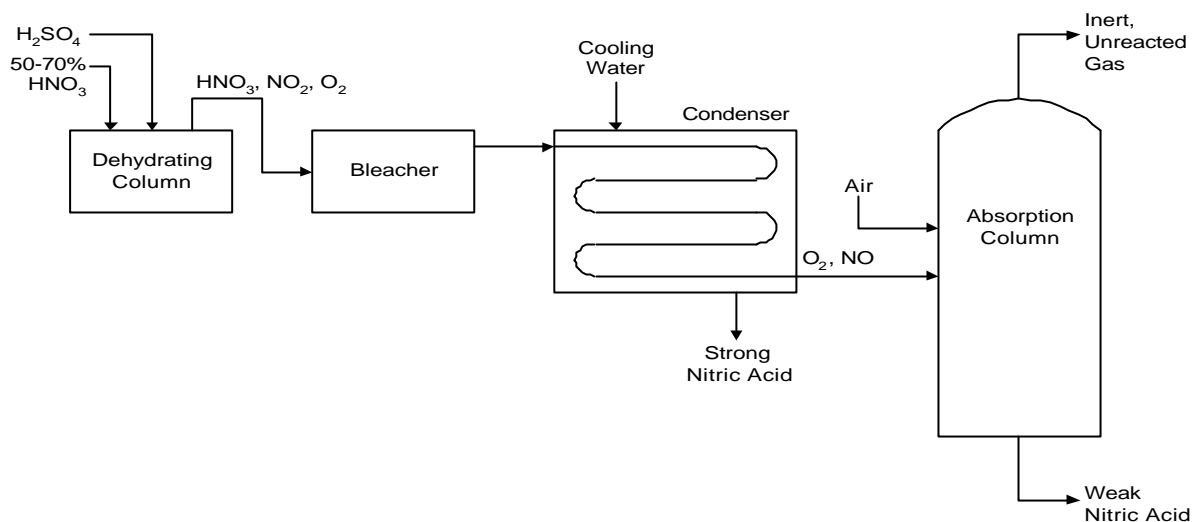 H₂SO₄
50-70%
HNO₃
HNO₃, NO₂, O₂
Dehydrating
Column
Bleacher
Cooling
Water
Condenser
O₂, NO
Strong
Nitric Acid
Air
Absorption
Column
Inert,
Unreacted
Gas
Weak
Nitric Acid